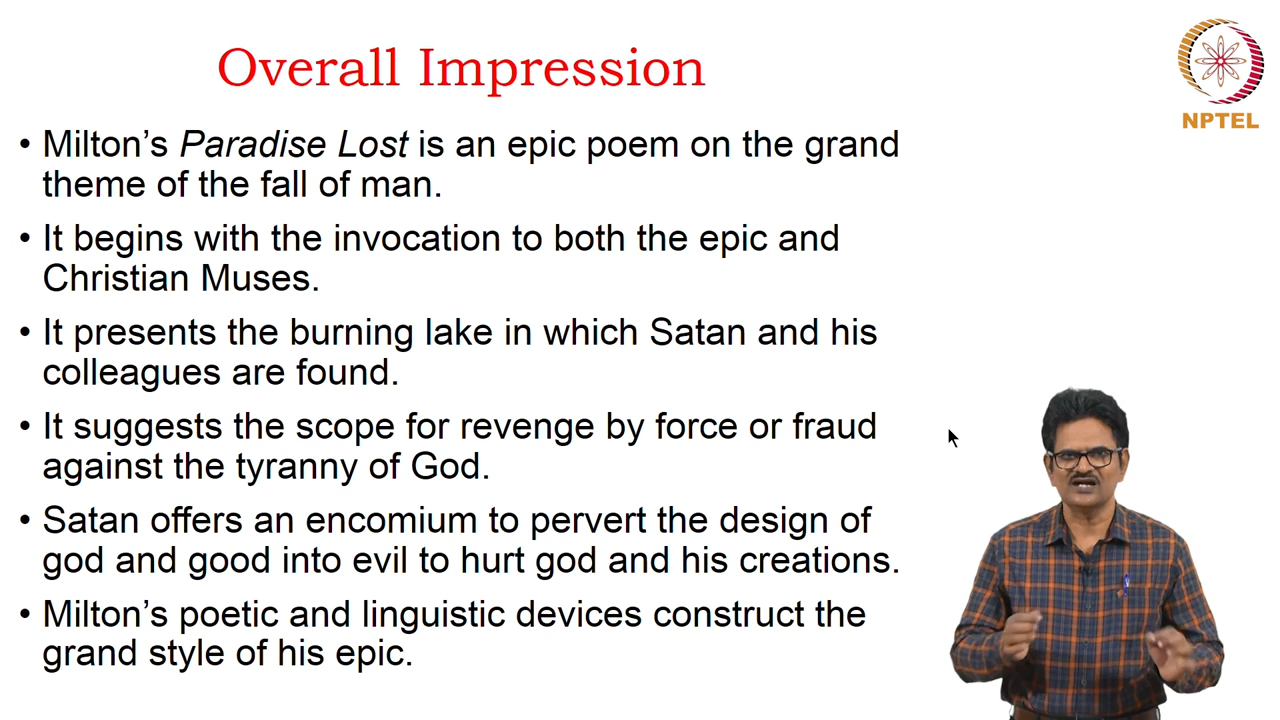 Overall Impression
NPTEL
• Milton’s Paradise Lost is an epic poem on the grand
theme of the fall of man.
• It begins with the invocation to both the epic and
Christian Muses.
• It presents the burning lake in which Satan and his
colleagues are found.
• It suggests the scope for revenge by force or fraud
against the tyranny of God.
• Satan offers an encomium to pervert the design of
god and good into evil to hurt god and his creations.
• Milton’s poetic and linguistic devices construct the
grand style of his epic.